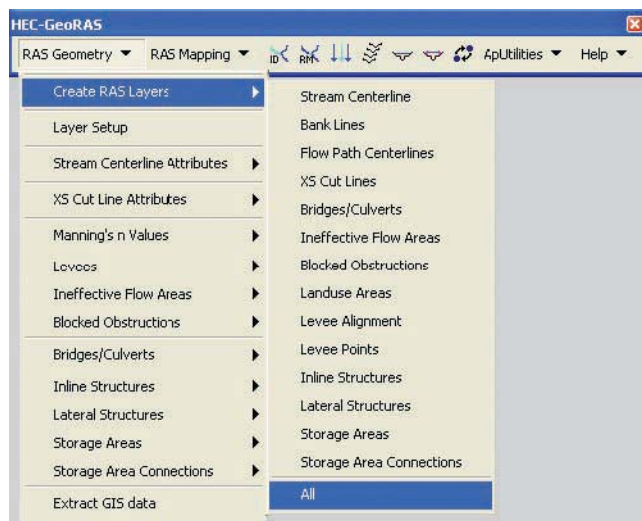 HEC-GeoRAS
RAS Geometry RAS Mapping ID RM ApUtilities Help
Create RAS Layers
Layer Setup
Stream Centerline Attributes
XS Cut Line Attributes
Manning's n Values
Levees
Ineffective Flow Areas
Blocked Obstructions
Bridges/Culverts
Inline Structures
Lateral Structures
Storage Areas
Storage Area Connections
Extract GIS data
Stream Centerline
Bank Lines
Flow Path Centerlines
XS Cut Lines
Bridges/Culverts
Ineffective Flow Areas
Blocked Obstructions
Landuse Areas
Levee Alignment
Levee Points
Inline Structures
Lateral Structures
Storage Areas
Storage Area Connections
All